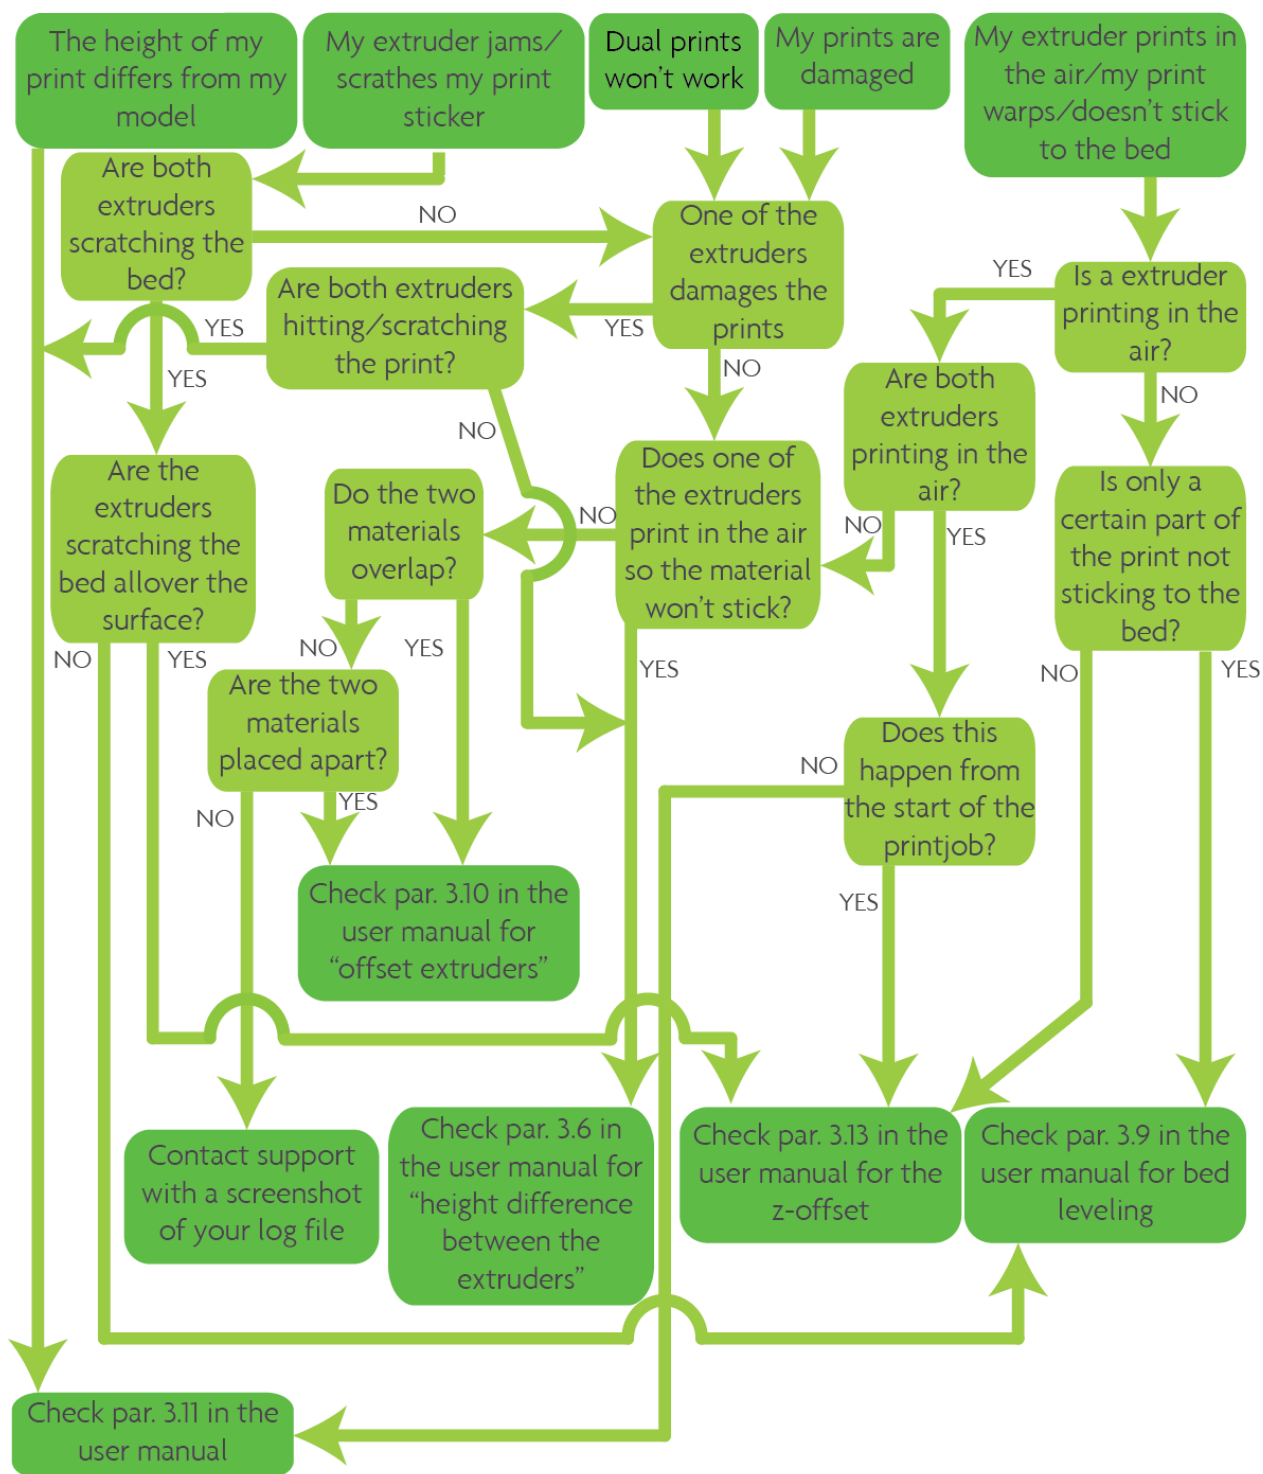 The height of my
print differs from my
model
My extruder jams/
scrathes my print
sticker
Dual prints
won't work
My prints are
damaged
My extruder prints in
the air/my print
warps/doesn't stick
to the bed
Are both
extruders
scratching the
bed?
NO
One of the
extruders
damages the
prints
YES
Is a extruder
printing in the
air?
Are both extruders
hitting/scratching
the print?
YES
YES
NO
NO
YES
Are both
extruders
printing in the
air?
NO
Are the
extruders
scratching the
bed allover the
surface?
Do the two
materials
overlap?
NO
Does one of
the extruders
print in the air
so the material
won't stick?
NO
YES
Is only a
certain part of
the print not
sticking to the
bed?
NO
YES
NO
YES
YES
NO
YES
Are the two
materials
placed apart?
Does this
happen from
the start of the
printjob?
NO
NO
YES
YES
Check par. 3.10 in the
user manual for
“offset extruders”
Contact support
with a screenshot
of your log file
Check par. 3.6 in
the user manual for
“height difference
between the
extruders”
Check par. 3.13 in the
user manual for the
z-offset
Check par. 3.9 in the
user manual for bed
leveling
Check par. 3.11 in the
user manual